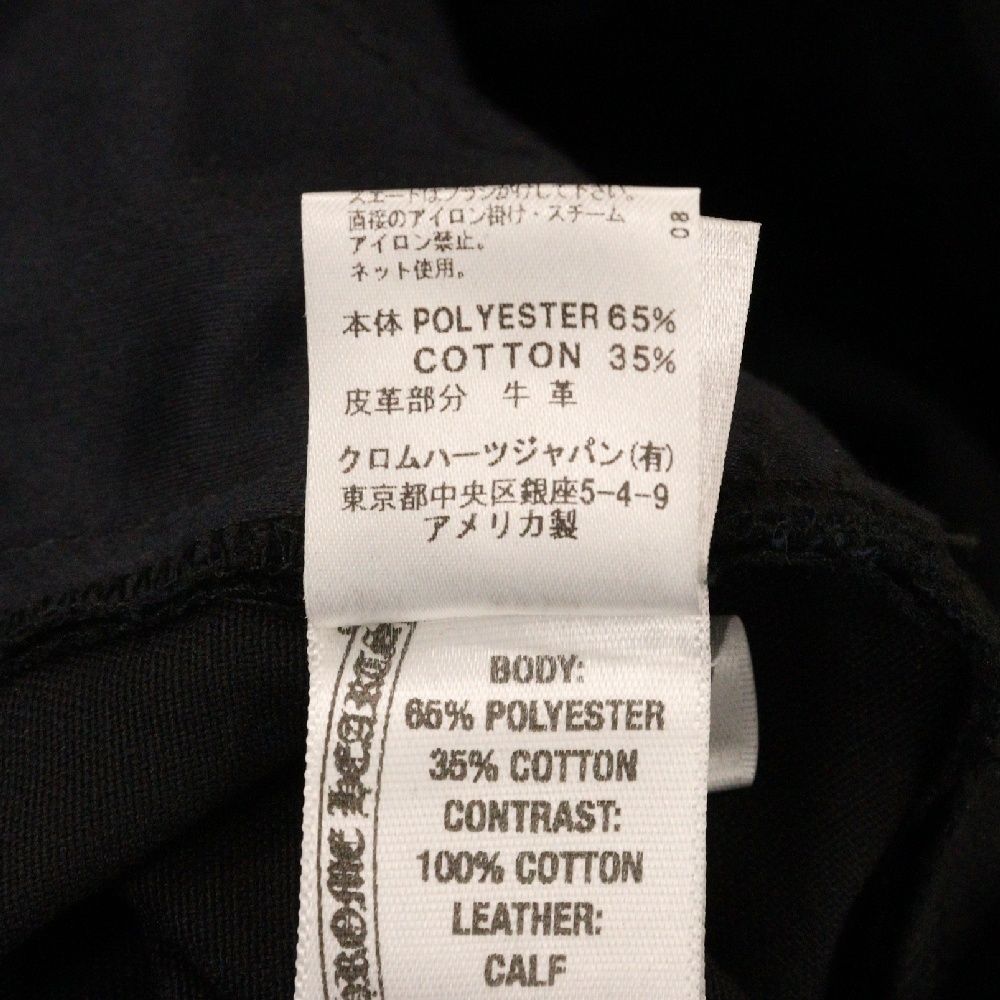 スエードはブラシがけして下さい。
直接のアイロン掛け・スチーム
アイロン禁止。
ネット使用。
08
本体 POLYESTER 65%
COTTON 35%
皮革部分 牛革
クロムハーツジャパン(有)
東京都中央区銀座5-4-9
アメリカ製
BODY:
65% POLYESTER
35% COTTON
CONTRAST:
100% COTTON
LEATHER:
CALF
HROME HEARTS